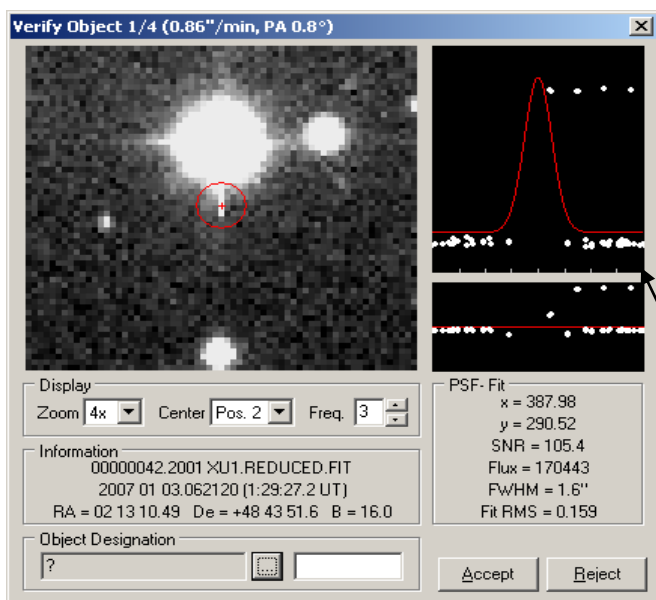 Verify Object 1/4 (0.86"/min, PA 0.8°)
Display
Zoom 4x Center Pos. 2 Freq. 3
Information
00000042.2001 XU1.REDUCED.FIT
2007 01 03.062120 (1:29:27.2 UT)
RA = 02 13 10.49 De = +48 43 51.6 B = 16.0
Object Designation
? ...
PSF-Fit
x = 387.98
y = 290.52
SNR = 105.4
Flux = 170443
FWHM = 1.6"
Fit RMS = 0.159
Accept Reject